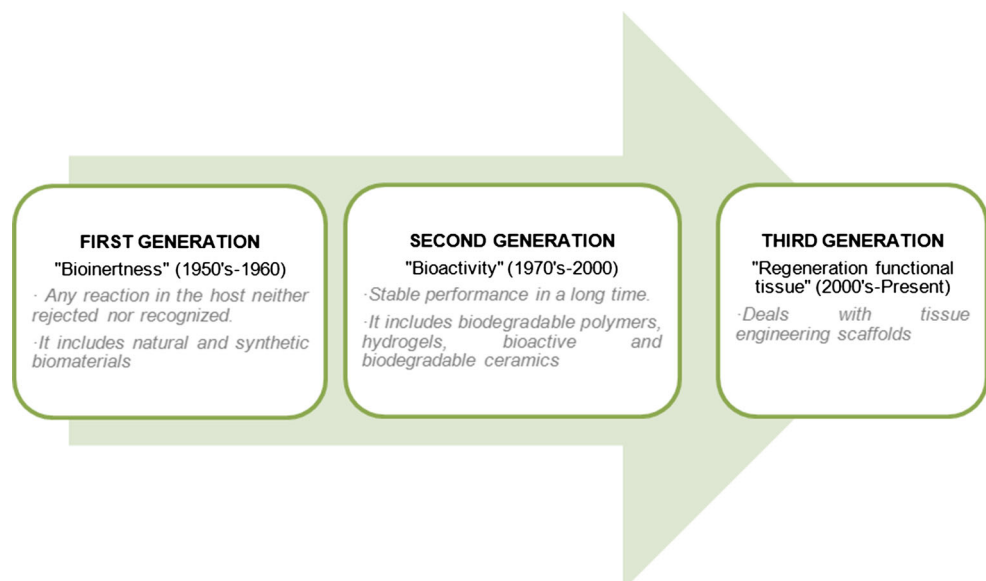 FIRST GENERATION
"Bioinertness" (1950's-1960)
· Any reaction in the host neither
rejected nor recognized.
·It includes natural and synthetic
biomaterials
SECOND GENERATION
"Bioactivity" (1970's-2000)
·Stable performance in a long time.
·It includes biodegradable polymers,
hydrogels, bioactive and
biodegradable ceramics
THIRD GENERATION
"Regeneration functional
tissue" (2000's-Present)
·Deals with tissue
engineering scaffolds